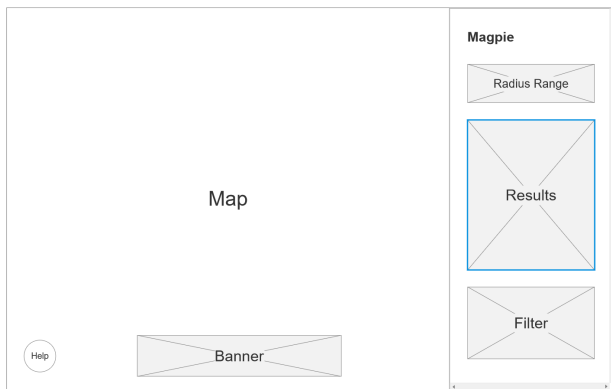 Magpie
Radius Range
Results
Map
Filter
Help
Banner